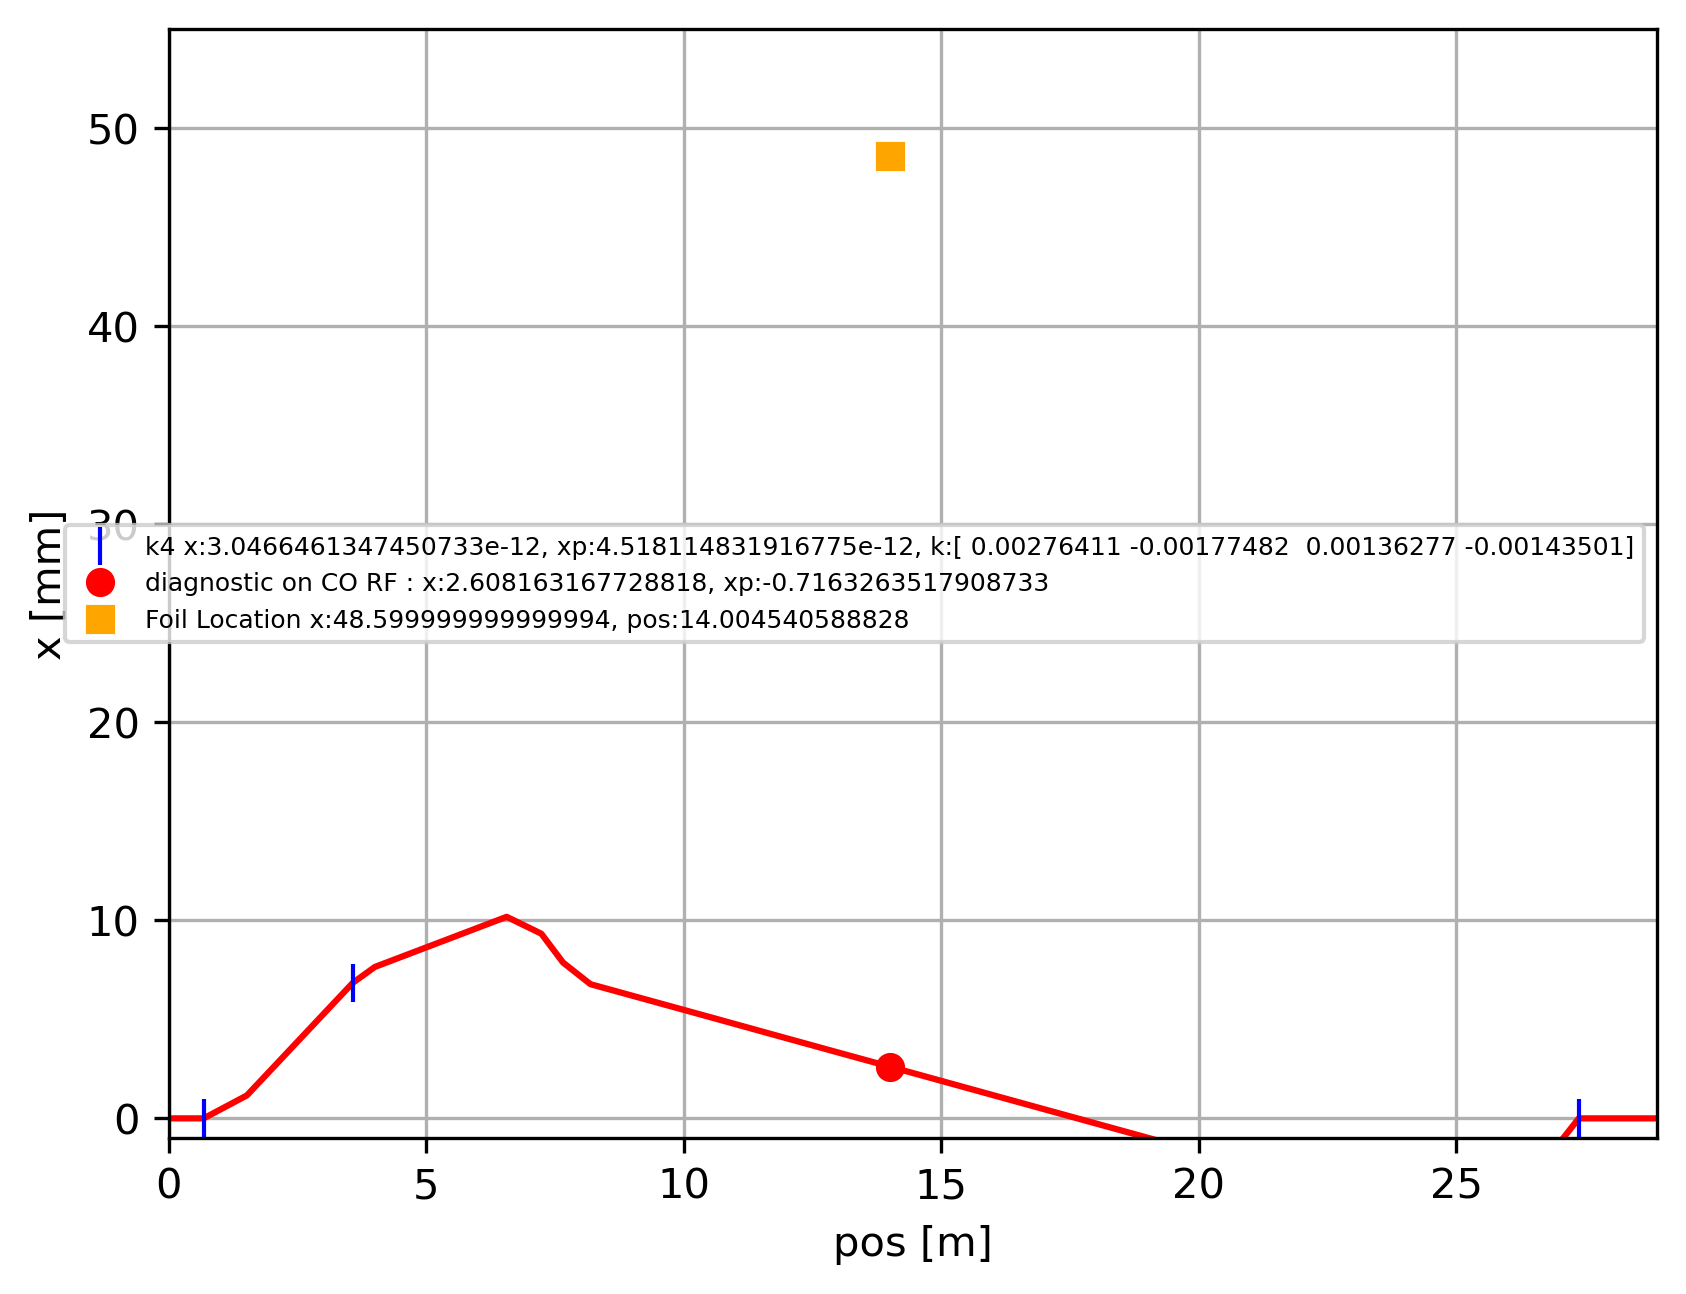 50
40
30
k4 x:3.0466461347450733e-12, xp:4.518114831916775e-12, k:[ 0.00276411 -0.00177482  0.00136277 -0.00143501]
diagnostic on CO RF : x:2.608163167728818, xp:-0.7163263517908733
Foil Location x:48.599999999999994, pos:14.004540588828
x [mm]
20
10
0
0 5 10 15 20 25
pos [m]